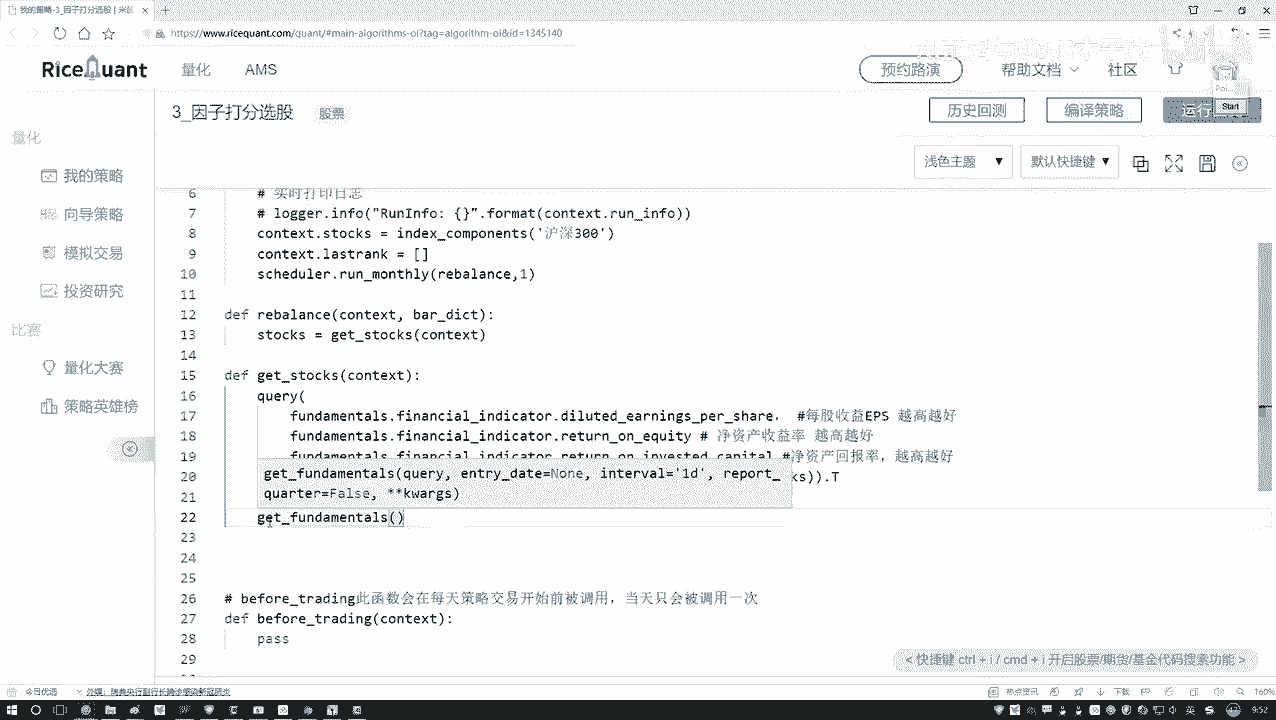 我的策略-3_因子打分选股 | 米
https://www.ricequant.com/quant/#main-algorithms-ol?tag=algorithm-ol&id=1345140
RiceQuant 量化 AMS 预约路演 帮助文档 社区
Start
3_因子打分选股 股票 历史回测 编译策略 运行
量化
浅色主题 ▼ 默认快捷键 ▼
我的策略
向导策略
模拟交易
投资研究
比赛
量化大赛
策略英雄榜
6 # 实时打印日志
7 # logger.info("RunInfo: {}".format(context.run_info))
8 context.stocks = index_components('沪深300')
9 context.lastrank = []
10 scheduler.run_monthly(rebalance,1)
11
12 def rebalance(context, bar_dict):
13 stocks = get_stocks(context)
14
15 def get_stocks(context):
16 query(
17 fundamentals.financial_indicator.diluted_earnings_per_share， #每股收益EPS 越高越好
18 fundamentals.financial_indicator.return_on_equity # 净资产收益率 越高越好
19 fundamentals.financial_indicator.return_on_invested_capital #净资产回报率，越高越好
get_fundamentals(query, entry_date=None, interval='1d', report_
20 ks)).T
quarter=False, **kwargs)
21
22 get_fundamentals()
23
24
25
26 # before_trading此函数会在每天策略交易开始前被调用，当天只会被调用一次
27 def before_trading(context):
28 pass
29
< 快捷键 ctrl + i / cmd + i 开启股票/期货/基金代码搜索功能 >
今日优选 热点资讯 下载 160%
英 9:52